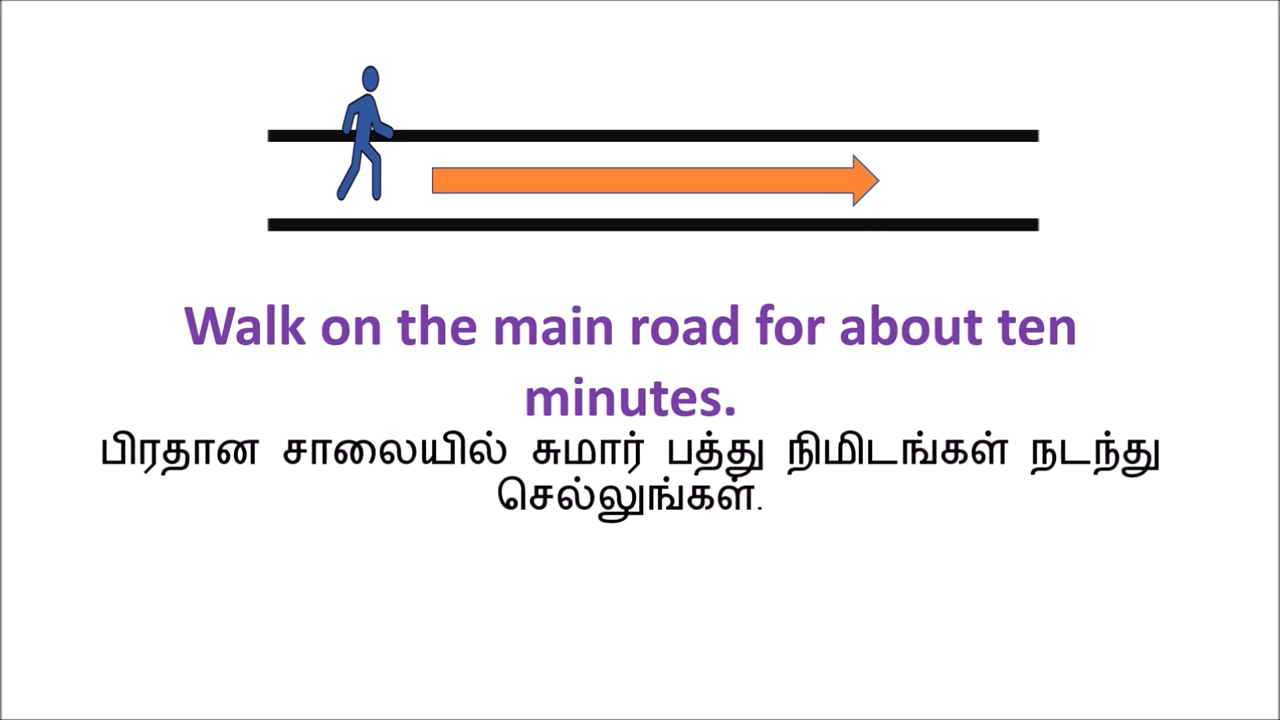 Walk on the main road for about ten
minutes.
பிரதான சாலையில் சுமார் பத்து நிமிடங்கள் நடந்து
செல்லுங்கள்.